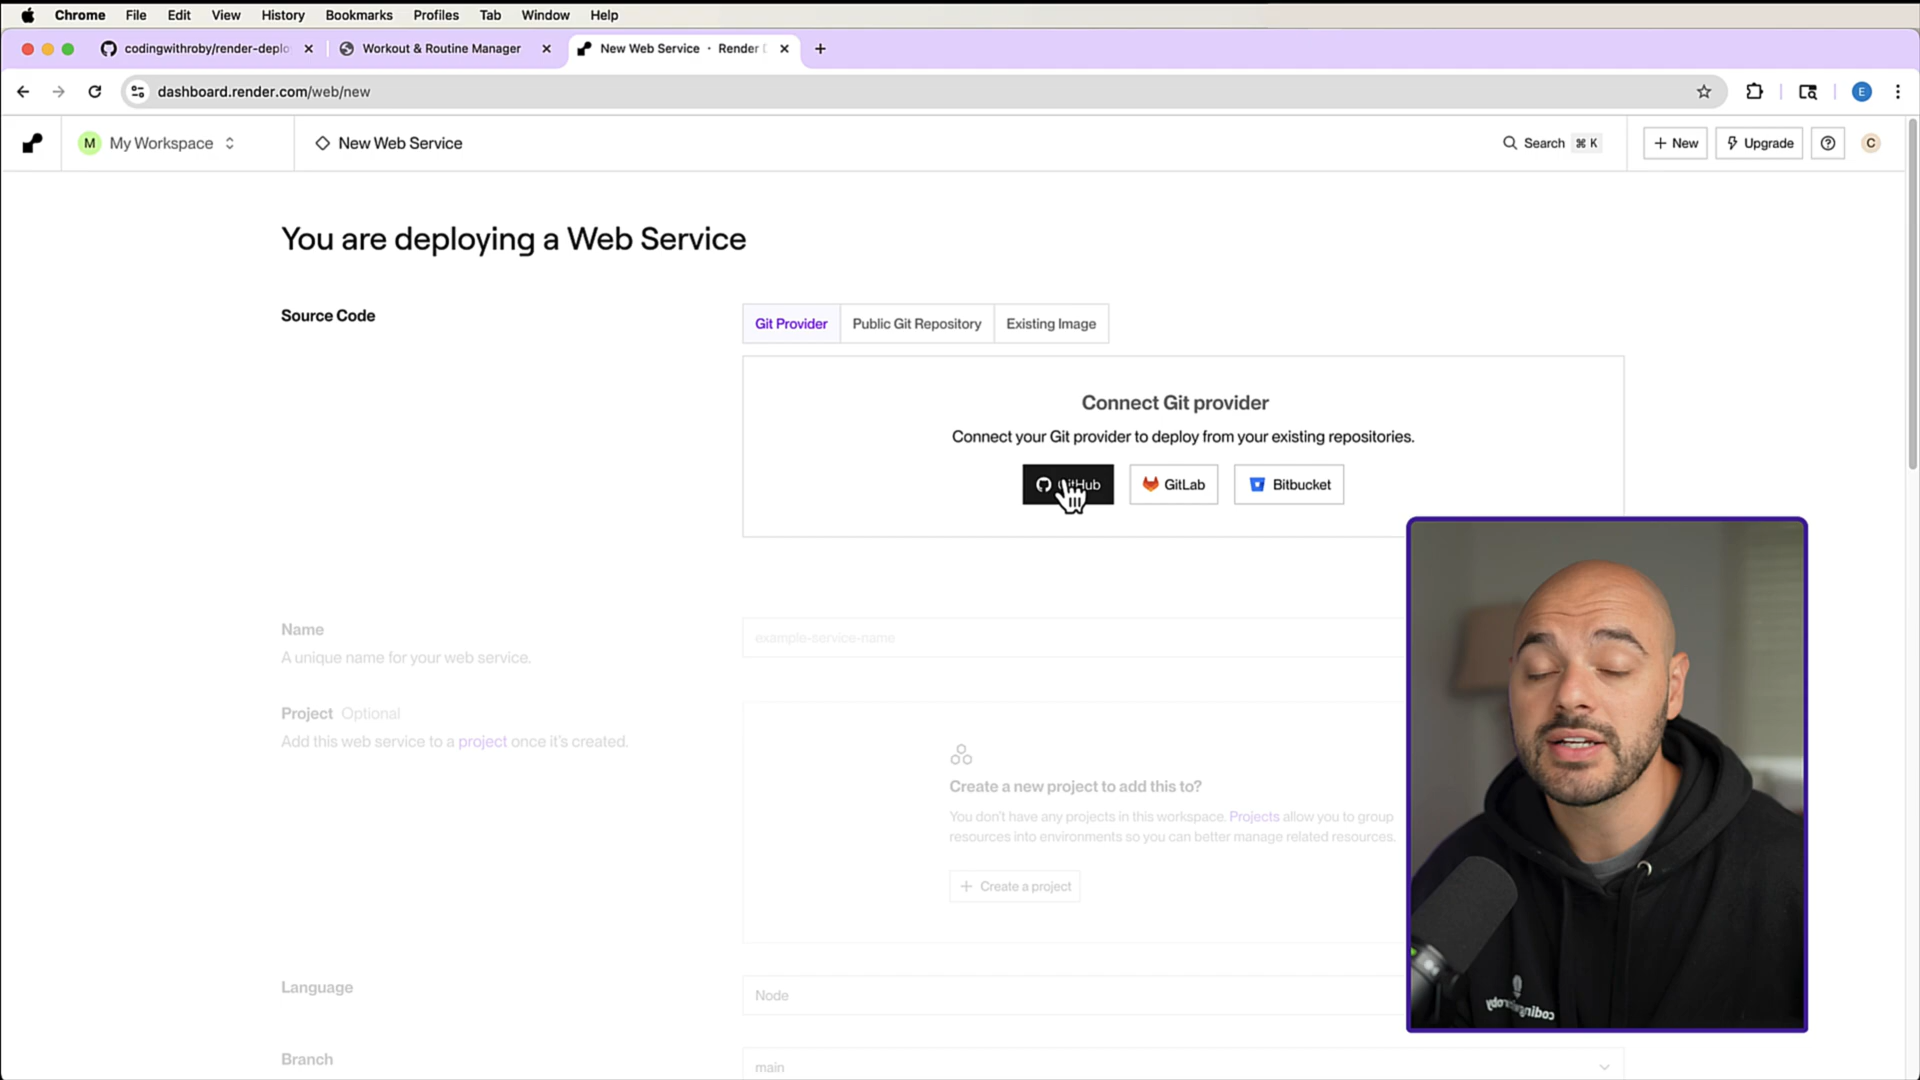 Chrome File Edit View History Bookmarks Profiles Tab Window Help
codingwithroby/render-deplo
Workout & Routine Manager
New Web Service · Render
dashboard.render.com/web/new
E
M My Workspace
New Web Service
Search ⌘ K
+ New
Upgrade
C
You are deploying a Web Service
Source Code
Git Provider
Public Git Repository
Existing Image
Connect Git provider
Connect your Git provider to deploy from your existing repositories.
GitHub
GitLab
Bitbucket
Name
A unique name for your web service.
example-service-name
Project Optional
Add this web service to a project once it's created.
Create a new project to add this to?
You don't have any projects in this workspace. Projects allow you to group
resources into environments so you can better manage related resources.
+ Create a project
Language
Node
Branch
main
codingwithroby